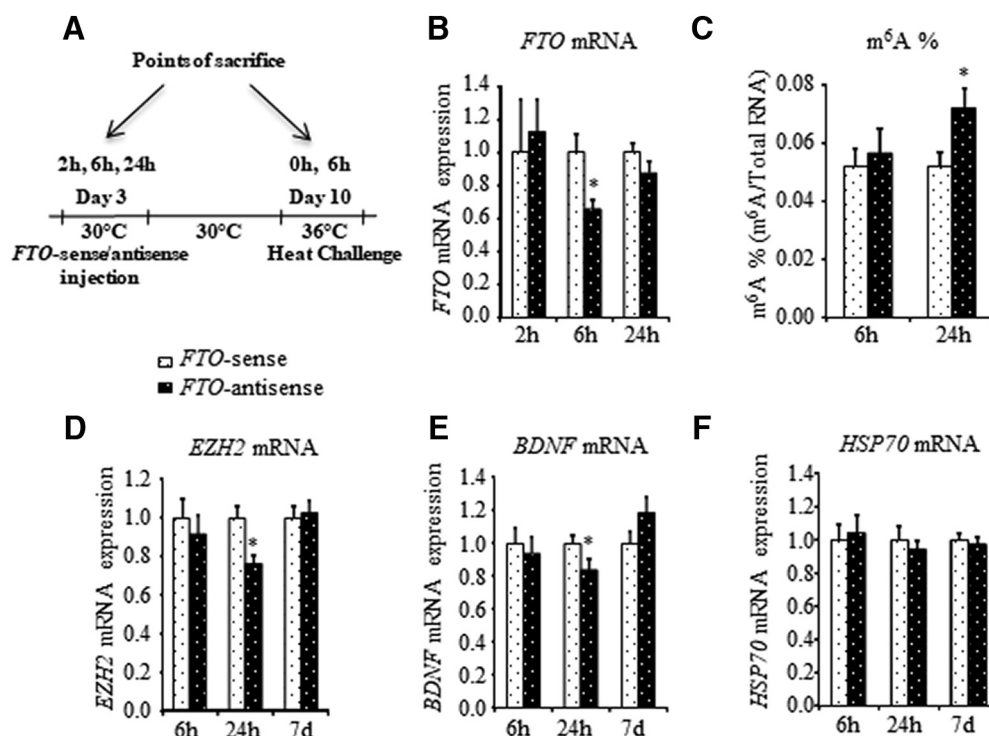 A
Points of sacrifice
2h, 6h, 24h
0h, 6h
Day 3
Day 10
30°C
30°C
36°C
FTO-sense/antisense
injection
Heat Challenge
B
FTO mRNA
FTO mRNA expression
1.4
1.2
1.0
0.8
0.6
0.4
0.2
0.0
*
2h
6h
24h
C
m⁶A %
m⁶A % (m⁶A/Total RNA)
0.08
0.06
0.04
0.02
0.00
*
6h
24h
FTO-sense
FTO-antisense
D
EZH2 mRNA
EZH2 mRNA expression
1.2
1.0
0.8
0.6
0.4
0.2
0.0
*
6h
24h
7d
E
BDNF mRNA
BDNF mRNA expression
1.4
1.2
1.0
0.8
0.6
0.4
0.2
0.0
*
6h
24h
7d
F
HSP70 mRNA
HSP70 mRNA expression
1.4
1.2
1.0
0.8
0.6
0.4
0.2
0.0
6h
24h
7d